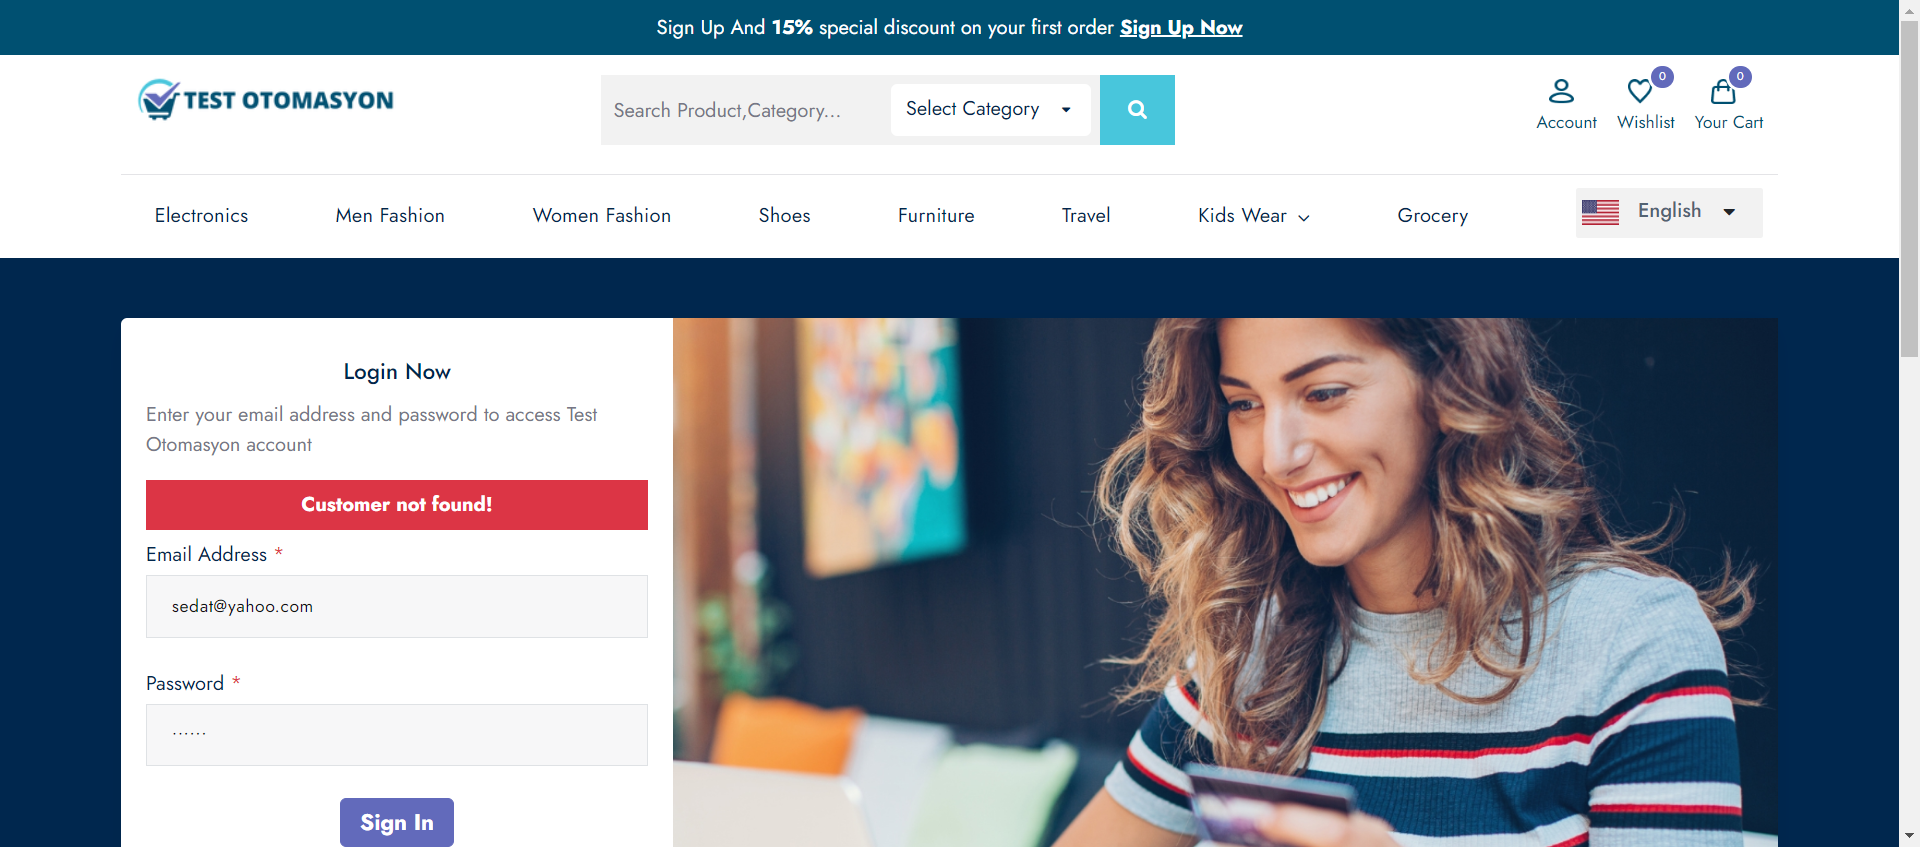 Sign Up And 15% special discount on your first order Sign Up Now
TEST OTOMASYON
Search Product,Category...
Select Category
0
0
Account
Wishlist
Your Cart
Electronics
Men Fashion
Women Fashion
Shoes
Furniture
Travel
Kids Wear
Grocery
English
Login Now
Enter your email address and password to access Test
Otomasyon account
Customer not found!
Email Address *
sedat@yahoo.com
Password *
······
Sign In